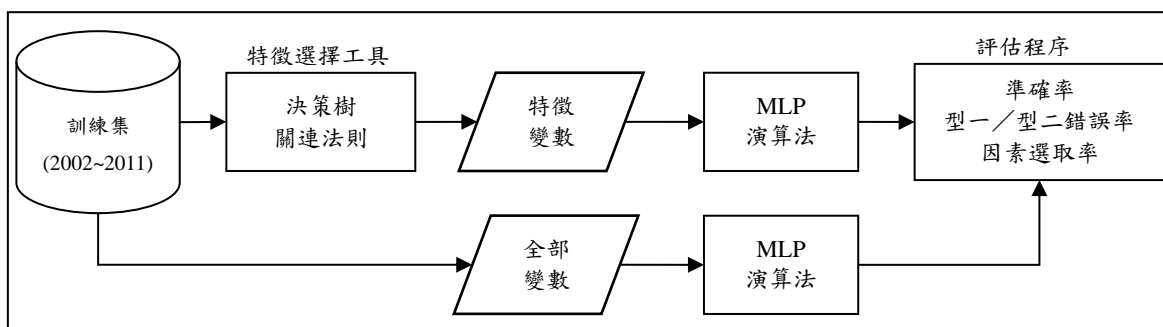 訓練集
(2002~2011)
特徵選擇工具
決策樹
關連法則
特徵
變數
MLP
演算法
評估程序
準確率
型一／型二錯誤率
因素選取率
全部
變數
MLP
演算法